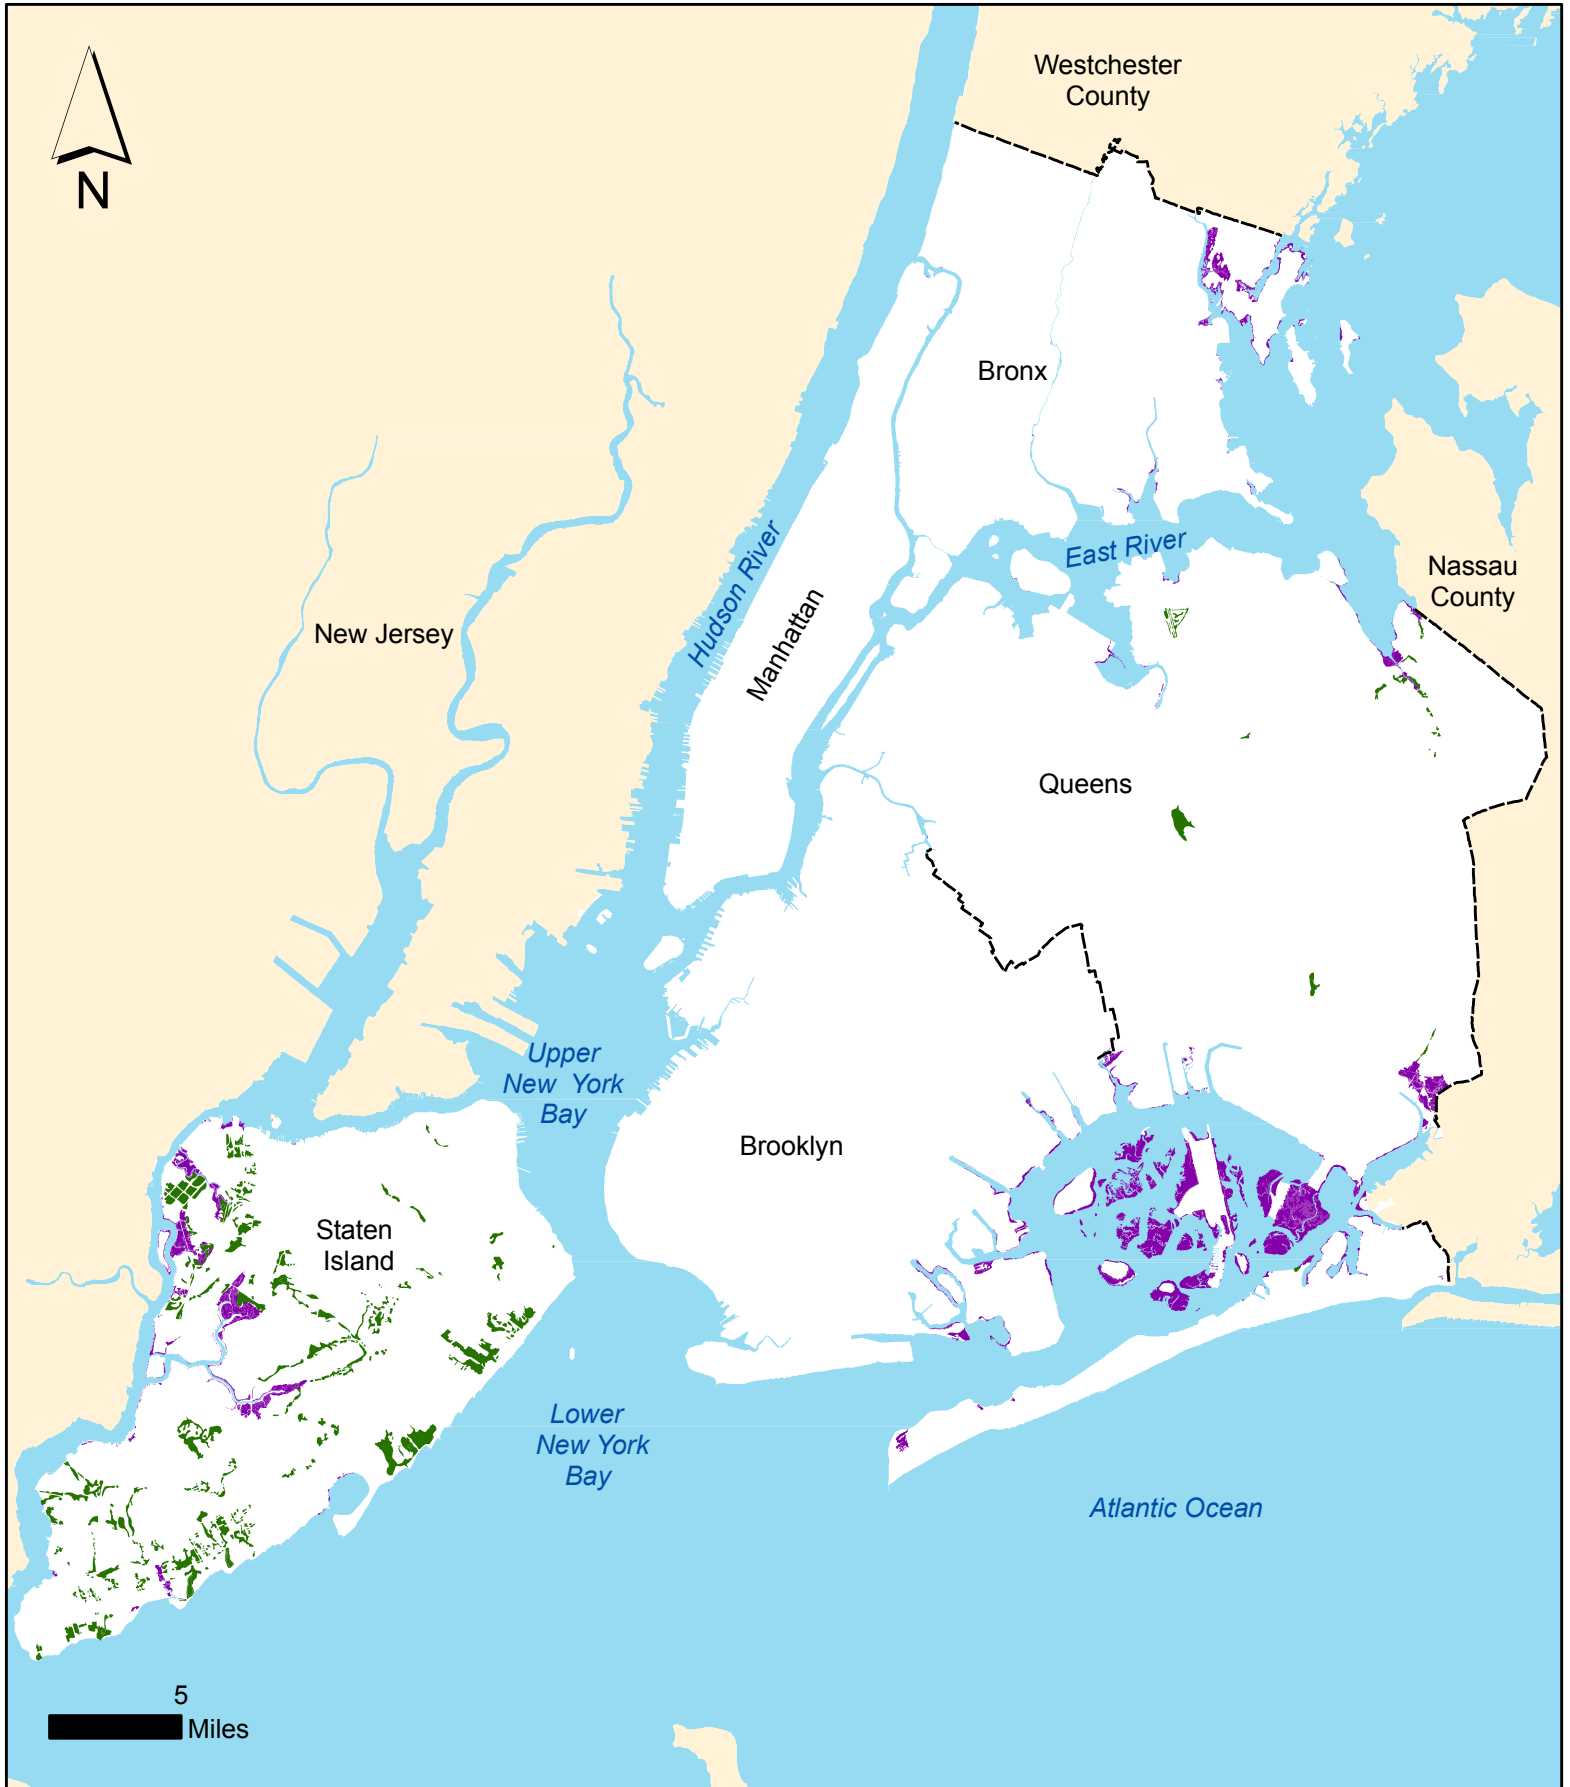 Westchester
County
N
Bronx
Hudson River
East River
Nassau
County
New Jersey
Manhattan
Queens
Upper
New York
Bay
Brooklyn
Staten
Island
Lower
New York
Bay
Atlantic Ocean
5
Miles